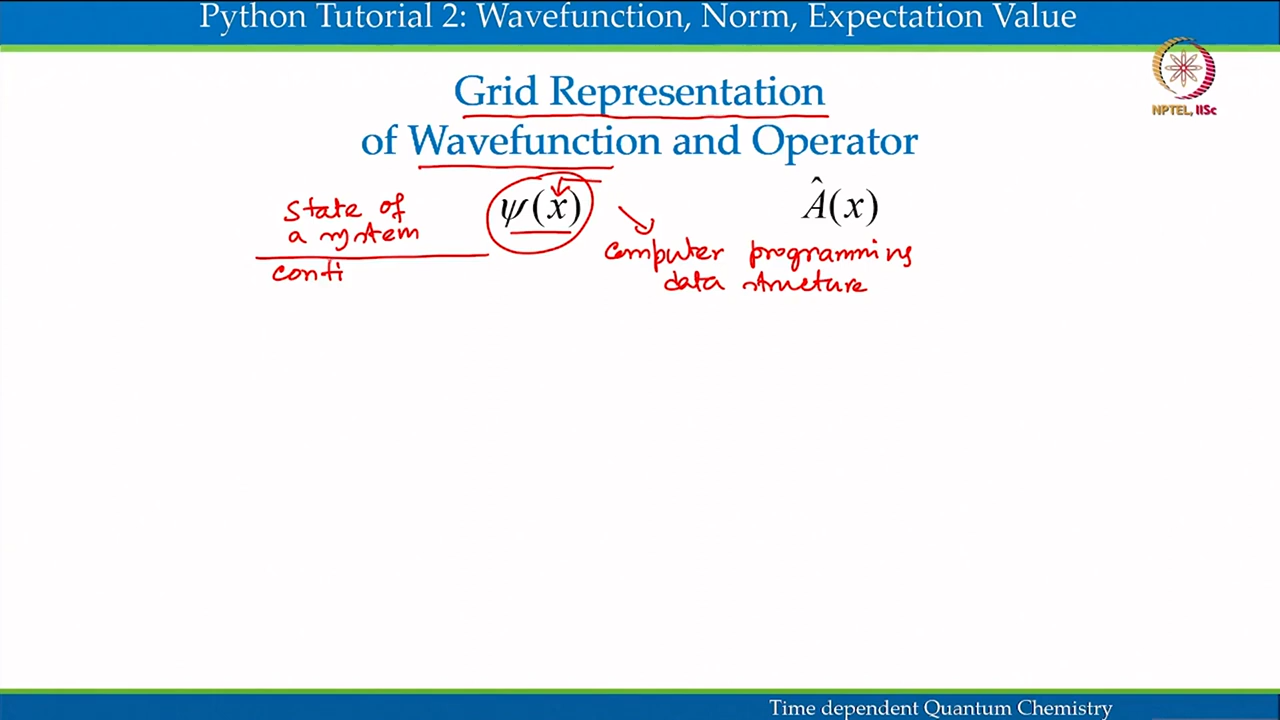 Python Tutorial 2: Wavefunction, Norm, Expectation Value
NPTEL, IISc
Grid Representation
of Wavefunction and Operator
ψ(x)
Â(x)
State of
a system
conti
computer programming
data structure
Time dependent Quantum Chemistry